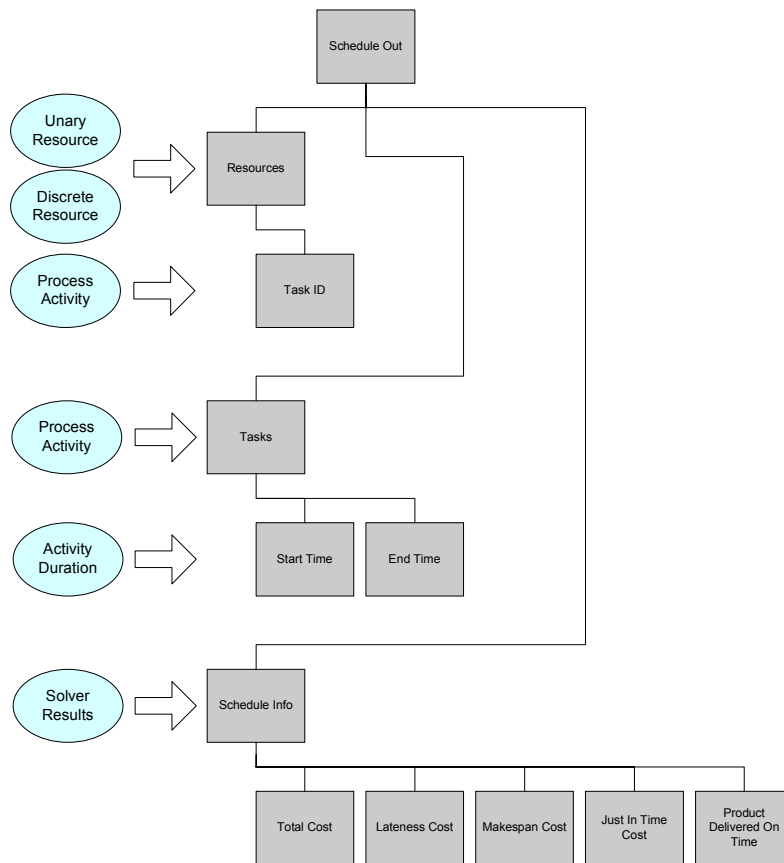 Schedule Out
Unary
Resource
Resources
Discrete
Resource
Process
Activity
Task ID
Process
Activity
Tasks
Activity
Duration
Start Time
End Time
Solver
Results
Schedule Info
Total Cost
Lateness Cost
Makespan Cost
Just In Time
Cost
Product
Delivered On
Time